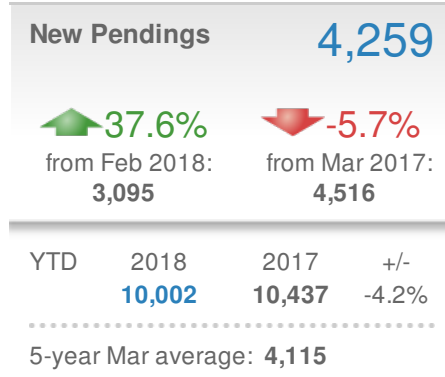 New Pendings 4,259
37.6% -5.7%
from Feb 2018: from Mar 2017:
3,095 4,516
YTD 2018 2017 +/-
10,002 10,437 -4.2%
5-year Mar average: 4,115